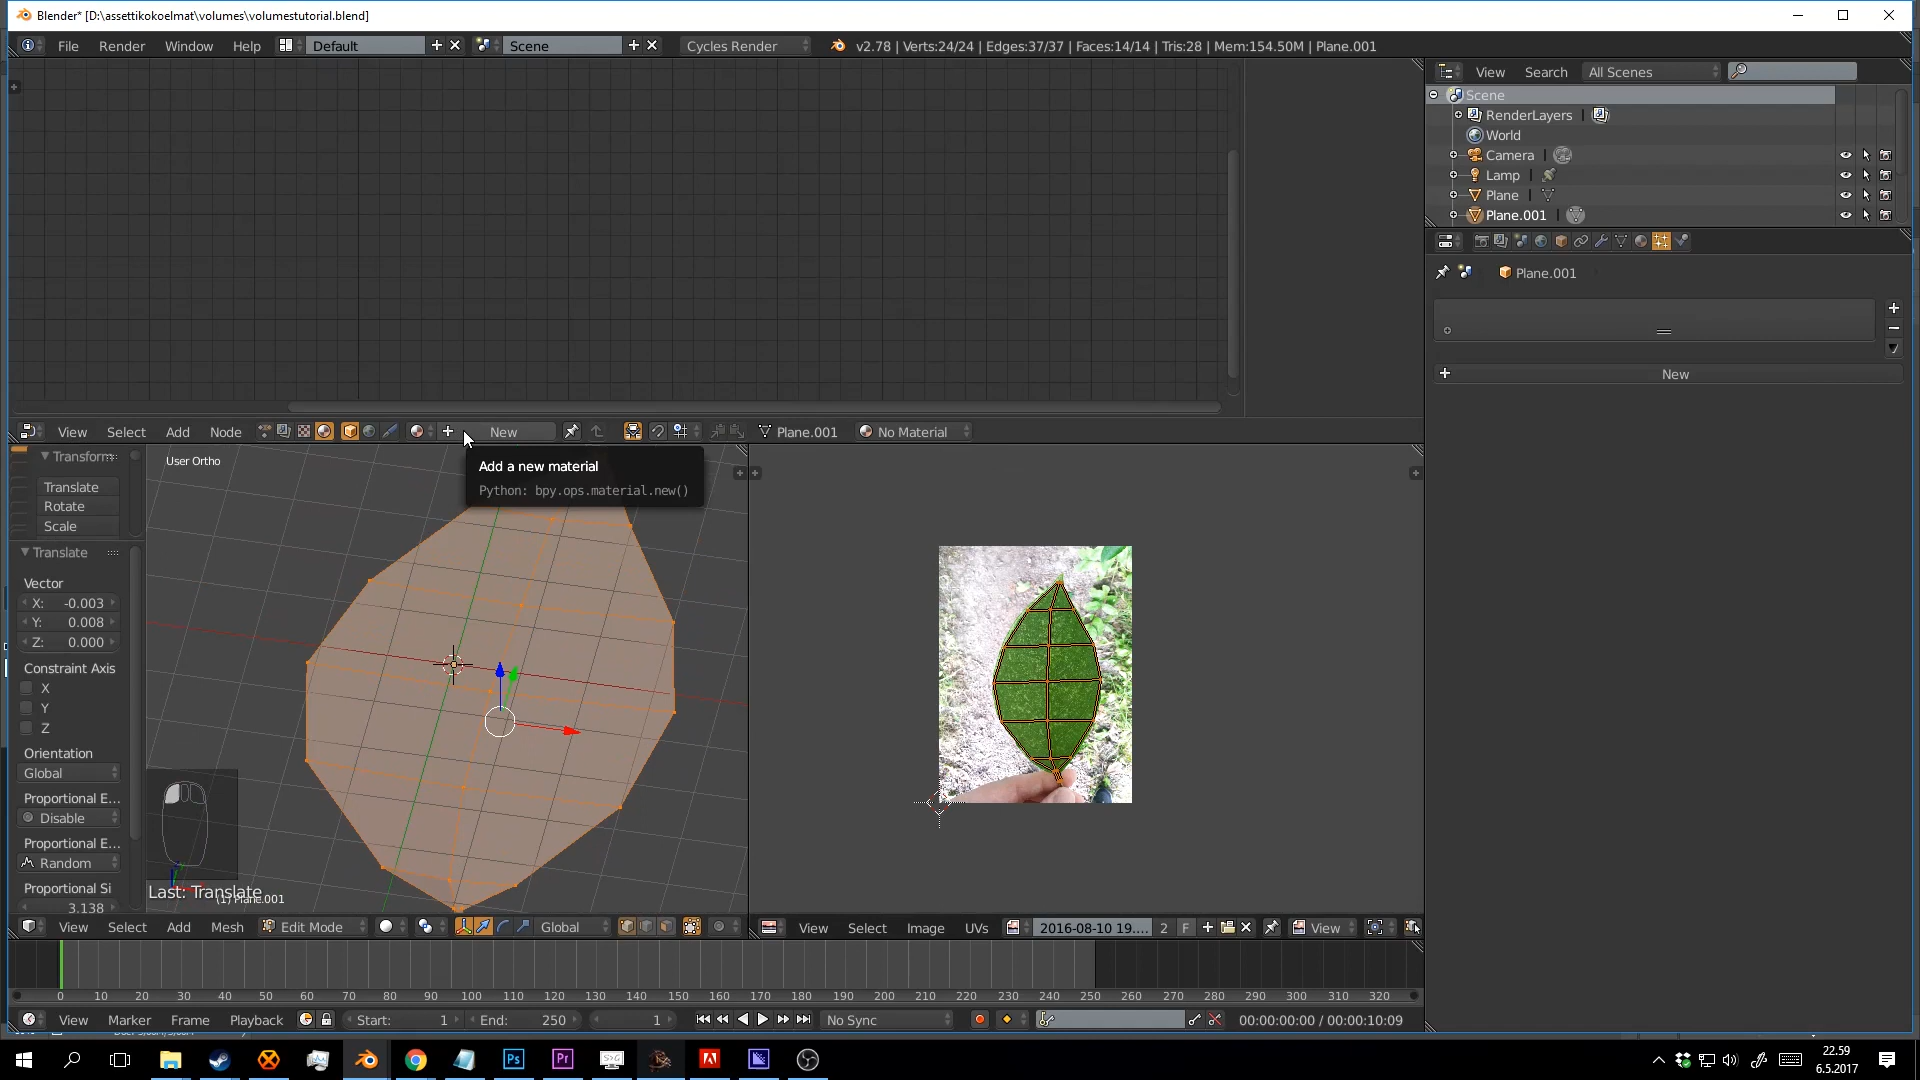 Blender* [D:\assettikokoelmat\volumes\volumestutorial.blend]
File Render Window Help Default Scene Cycles Render v2.78 | Verts:24/24 | Edges:37/37 | Faces:14/14 | Tris:28 | Mem:154.50M | Plane.001
View Search All Scenes
Scene
RenderLayers
World
Camera
Lamp
Plane
Plane.001
Plane.001
New
View Select Add Node New Plane.001 No Material
Add a new material
Python: bpy.ops.material.new()
Transform
Translate
Rotate
Scale
Translate
Vector
X: -0.003
Y: 0.008
Z: 0.000
Constraint Axis
X
Y
Z
Orientation
Global
Proportional E...
Disable
Proportional E...
Random
Proportional Si
3.138
User Ortho
Last: Translate
(1) Plane.001
View Select Add Mesh Edit Mode Global
View Select Image UVs 2016-08-10 19.... 2 F View
0 10 20 30 40 50 60 70 80 90 100 110 120 130 140 150 160 170 180 190 200 210 220 230 240 250 260 270 280 290 300 310 320
View Marker Frame Playback Start: 1 End: 250 1 No Sync 00:00:00:00 / 00:00:10:09
22.59
6.5.2017